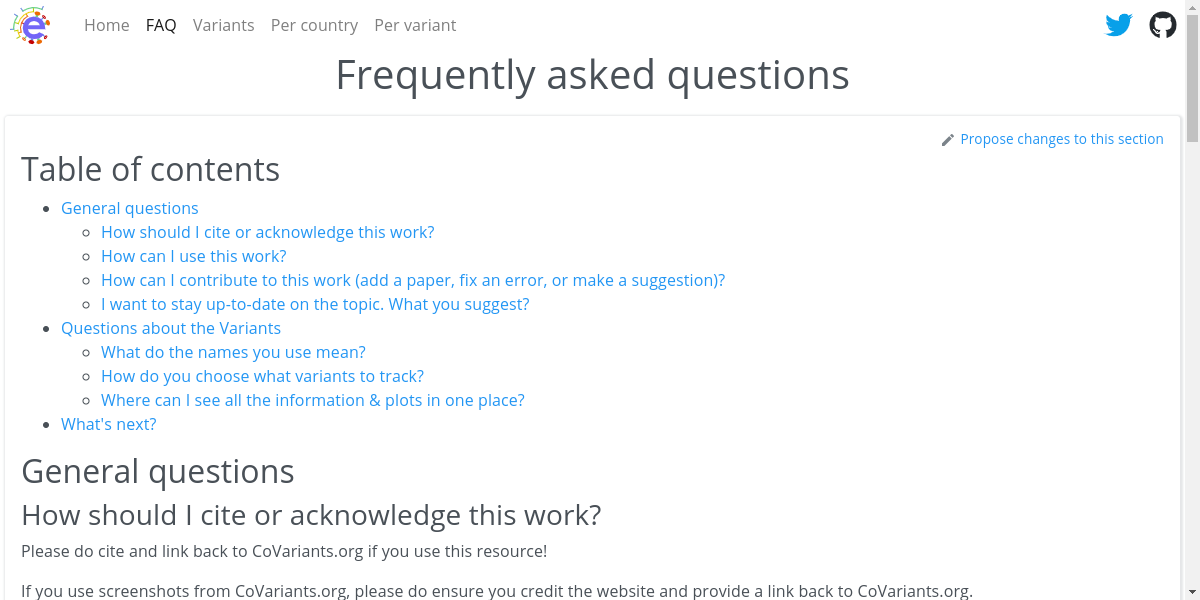 Home FAQ Variants Per country Per variant
Frequently asked questions
Propose changes to this section
Table of contents
General questions
How should I cite or acknowledge this work?
How can I use this work?
How can I contribute to this work (add a paper, fix an error, or make a suggestion)?
I want to stay up-to-date on the topic. What you suggest?
Questions about the Variants
What do the names you use mean?
How do you choose what variants to track?
Where can I see all the information & plots in one place?
What's next?
General questions
How should I cite or acknowledge this work?
Please do cite and link back to CoVariants.org if you use this resource!
If you use screenshots from CoVariants.org, please do ensure you credit the website and provide a link back to CoVariants.org.